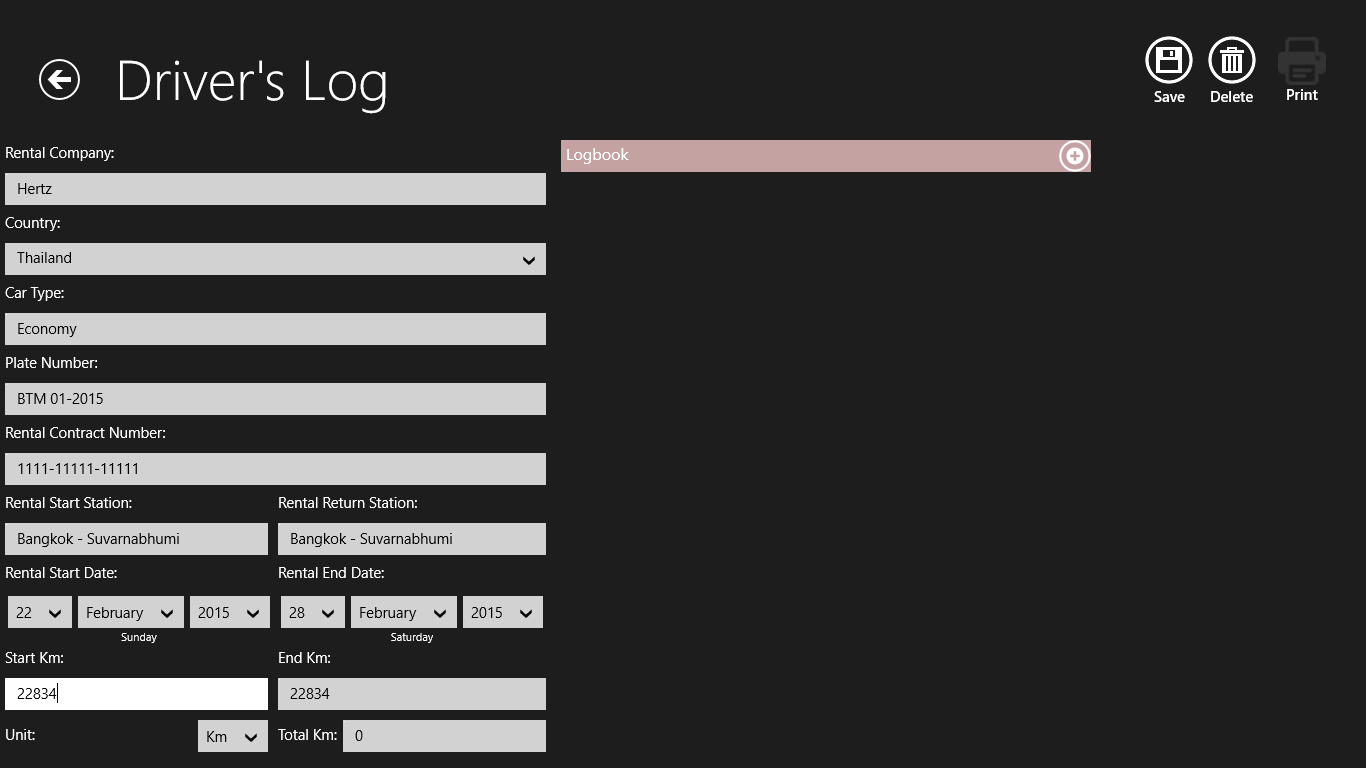 Driver's Log
Save Delete Print
Rental Company:
Hertz
Country:
Thailand
Car Type:
Economy
Plate Number:
BTM 01-2015
Rental Contract Number:
1111-11111-11111
Rental Start Station: Rental Return Station:
Bangkok - Suvarnabhumi Bangkok - Suvarnabhumi
Rental Start Date: Rental End Date:
22 February 2015 28 February 2015
Sunday Saturday
Start Km: End Km:
22834 22834
Unit: Km Total Km: 0
Logbook